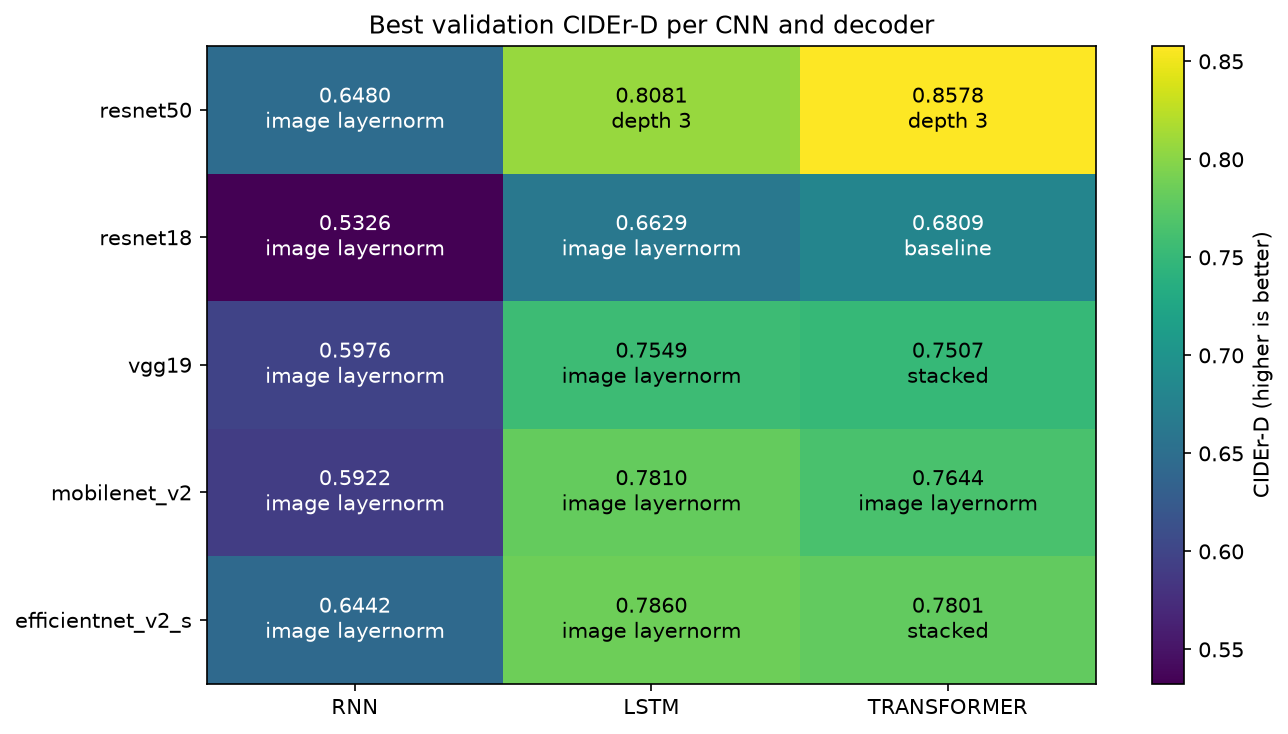 Best validation CIDEr-D per CNN and decoder
resnet50
0.6480
image layernorm
0.8081
depth 3
0.8578
depth 3
resnet18
0.5326
image layernorm
0.6629
image layernorm
0.6809
baseline
vgg19
0.5976
image layernorm
0.7549
image layernorm
0.7507
stacked
mobilenet_v2
0.5922
image layernorm
0.7810
image layernorm
0.7644
image layernorm
efficientnet_v2_s
0.6442
image layernorm
0.7860
image layernorm
0.7801
stacked
RNN
LSTM
TRANSFORMER
0.85
0.80
0.75
0.70
0.65
0.60
0.55
CIDEr-D (higher is better)